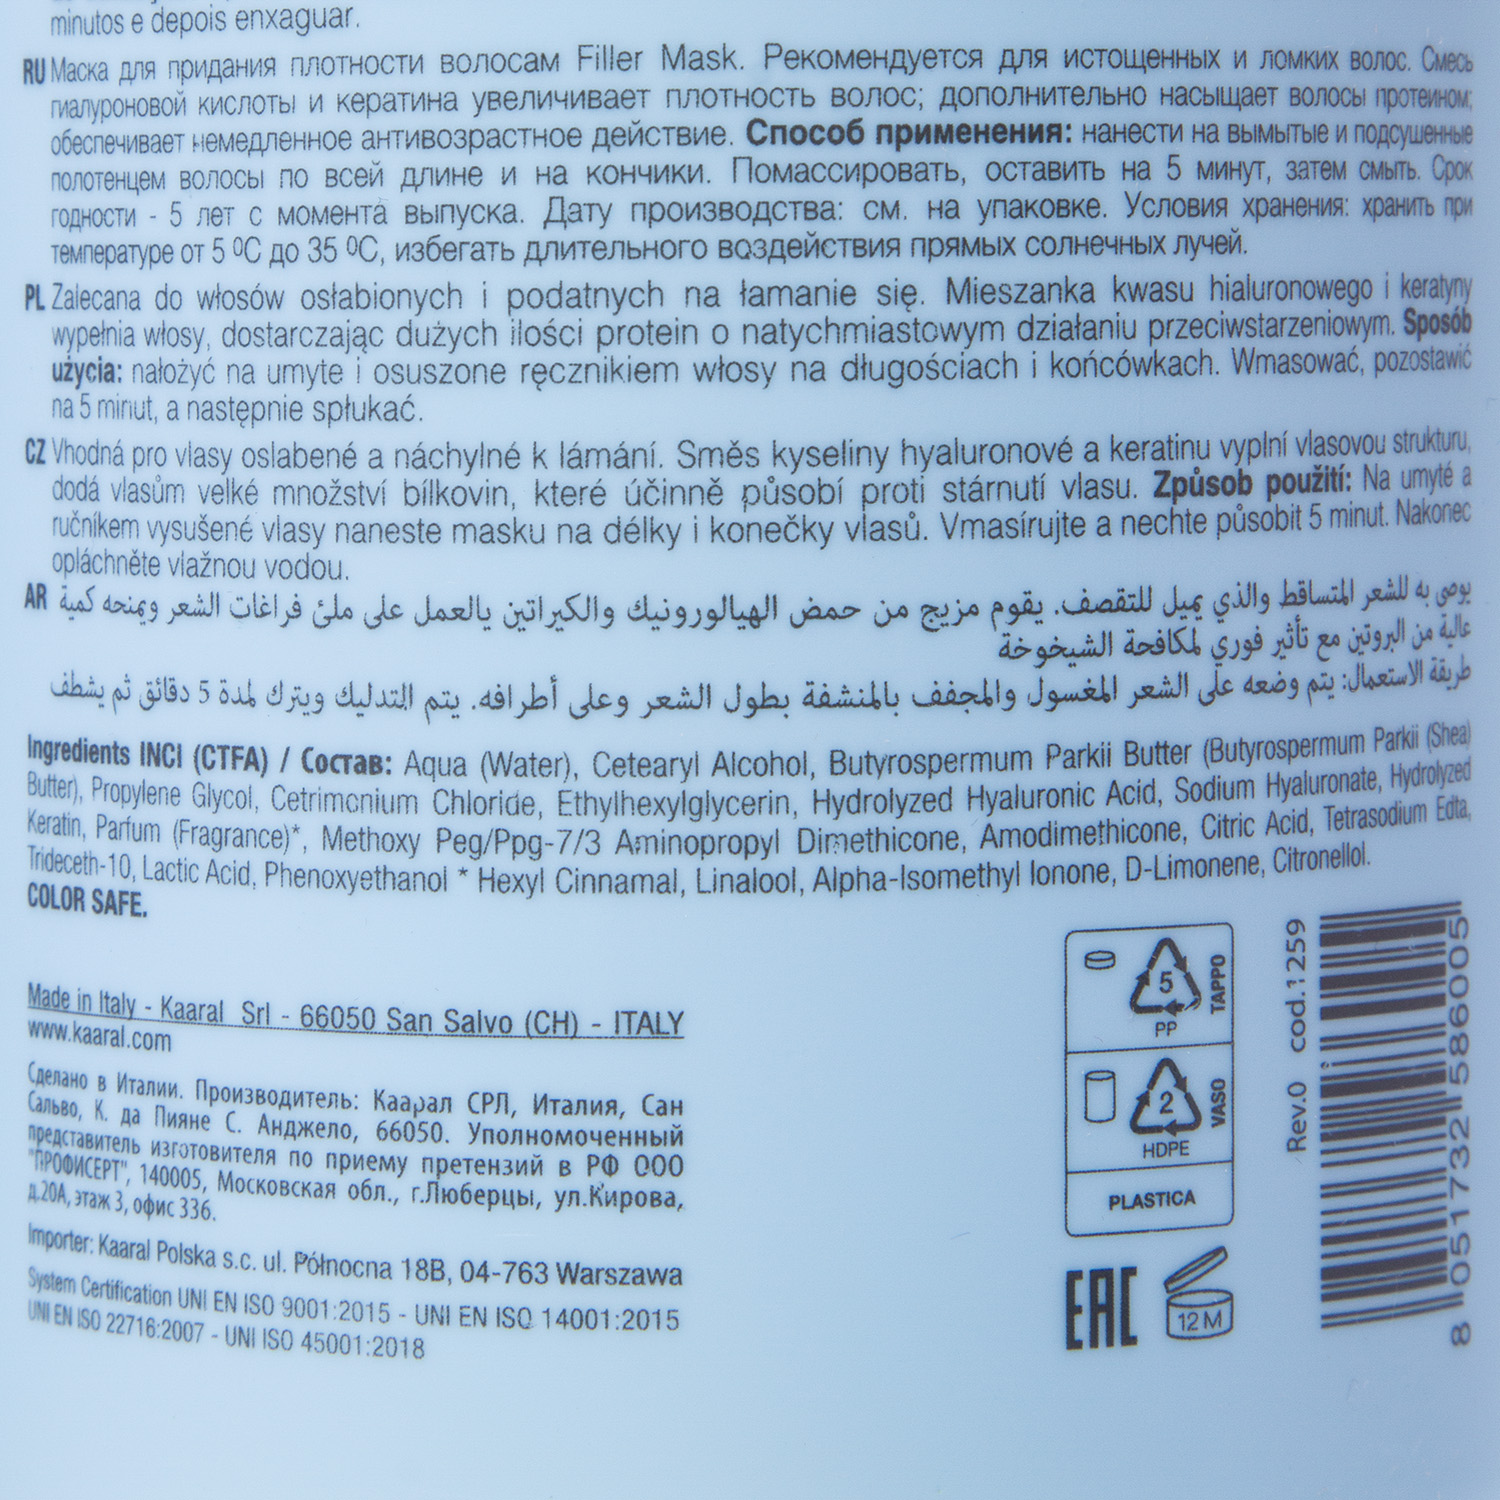 minutos e depois enxaguar.
RU Маска для придания плотности волосам Filler Mask. Рекомендуется для истощенных и ломких волос. Смесь
гиалуроновой кислоты и кератина увеличивает плотность волос; дополнительно насыщает волосы протеином;
обеспечивает немедленное антивозрастное действие. Способ применения: нанести на вымытые и подсушенные
полотенцем волосы по всей длине и на кончики. Помассировать, оставить на 5 минут, затем смыть. Срок
годности - 5 лет с момента выпуска. Дату производства: см. на упаковке. Условия хранения: хранить при
температуре от 5 ºC до 35 ºC, избегать длительного воздействия прямых солнечных лучей.
PL Zalecana do włosów osłabionych i podatnych na łamanie się. Mieszanka kwasu hialuronowego i keratyny
wypełnia włosy, dostarczając dużych ilości protein o natychmiastowym działaniu przeciwstarzeniowym. Sposób
użycia: nałożyć na umyte i osuszone ręcznikiem włosy na długościach i końcówkach. Wmasować, pozostawić
na 5 minut, a następnie spłukać.
CZ Vhodná pro vlasy oslabené a náchylné k lámání. Směs kyseliny hyaluronové a keratinu vyplní vlasovou strukturu,
dodá vlasům velké množství bílkovin, které účinně působí proti stárnutí vlasu. Způsob použití: Na umyté a
ručníkem vysušené vlasy naneste masku na délky i konečky vlasů. Vmasírujte a nechte působit 5 minut. Nakonec
opláchněte vlažnou vodou.
AR يوصى به للشعر المتساقط والذي يميل للتقصف. يقوم مزيج من حمض الهيالورونيك والكيراتين بالعمل على ملئ فراغات الشعر ويمنحه كمية
عالية من البروتين مع تأثير فوري لمكافحة الشيخوخة
طريقة الاستعمال: يتم وضعه على الشعر المغسول والمجفف بالمنشفة بطول الشعر وعلى أطرافه. يتم التدليك ويترك لمدة 5 دقائق ثم يشطف
Ingredients INCI (CTFA) / Состав: Aqua (Water), Cetearyl Alcohol, Butyrospermum Parkii Butter (Butyrospermum Parkii (Shea)
Butter), Propylene Glycol, Cetrimonium Chloride, Ethylhexylglycerin, Hydrolyzed Hyaluronic Acid, Sodium Hyaluronate, Hydrolyzed
Keratin, Parfum (Fragrance)*, Methoxy Peg/Ppg-7/3 Aminopropyl Dimethicone, Amodimethicone, Citric Acid, Tetrasodium Edta,
Trideceth-10, Lactic Acid, Phenoxyethanol * Hexyl Cinnamal, Linalool, Alpha-Isomethyl Ionone, D-Limonene, Citronellol.
COLOR SAFE.
Made in Italy - Kaaral Srl - 66050 San Salvo (CH) - ITALY
www.kaaral.com
Сделано в Италии. Производитель: Каарал СРЛ, Италия, Сан
Сальво, К. да Пияне С. Анджело, 66050. Уполномоченный
представитель изготовителя по приему претензий в РФ ООО
"ПРОФИСЕРТ", 140005, Московская обл., г.Люберцы, ул.Кирова,
д.20А, этаж 3, офис 336.
Importer: Kaaral Polska s.c. ul. Północna 18B, 04-763 Warszawa
System Certification UNI EN ISO 9001:2015 - UNI EN ISO 14001:2015
UNI EN ISO 22716:2007 - UNI ISO 45001:2018
5
PP
TAPPO
2
HDPE
VASO
PLASTICA
EAC
12 M
Rev.0 cod.1259
8 051732 586005